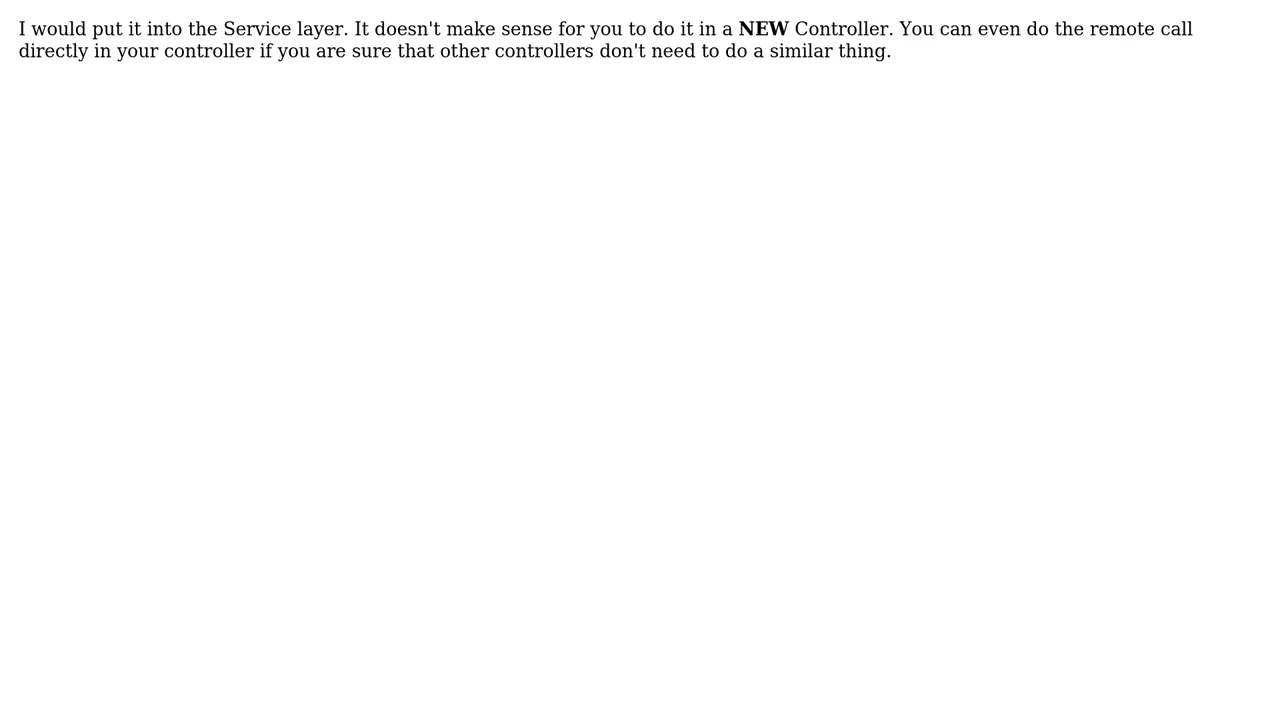 I would put it into the Service layer. It doesn't make sense for you to do it in a NEW Controller. You can even do the remote call
directly in your controller if you are sure that other controllers don't need to do a similar thing.